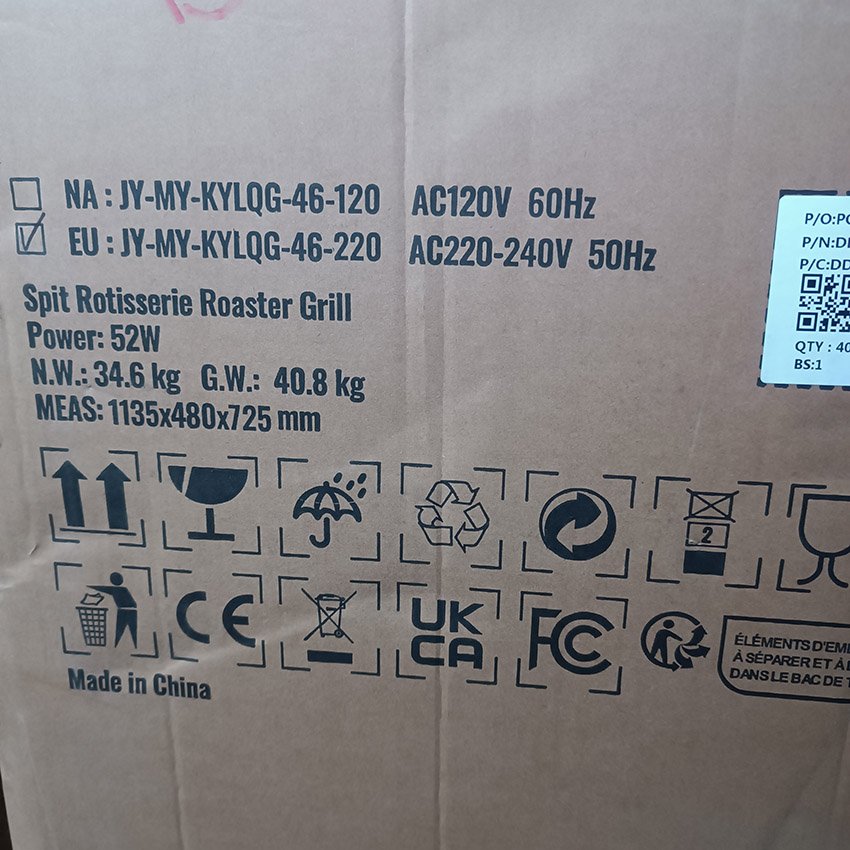 NA : JY-MY-KYLQG-46-120 AC120V 60Hz
EU : JY-MY-KYLQG-46-220 AC220-240V 50Hz
Spit Rotisserie Roaster Grill
Power: 52W
N.W.: 34.6 kg G.W.: 40.8 kg
MEAS: 1135x480x725 mm
P/O:PO
P/N:
P/C:DD
QTY : 40
BS:1
2
CE
UK
CA
FC
ÉLÉMENTS D'EM
À SÉPARER ET À
DANS LE BAC DE
Made in China